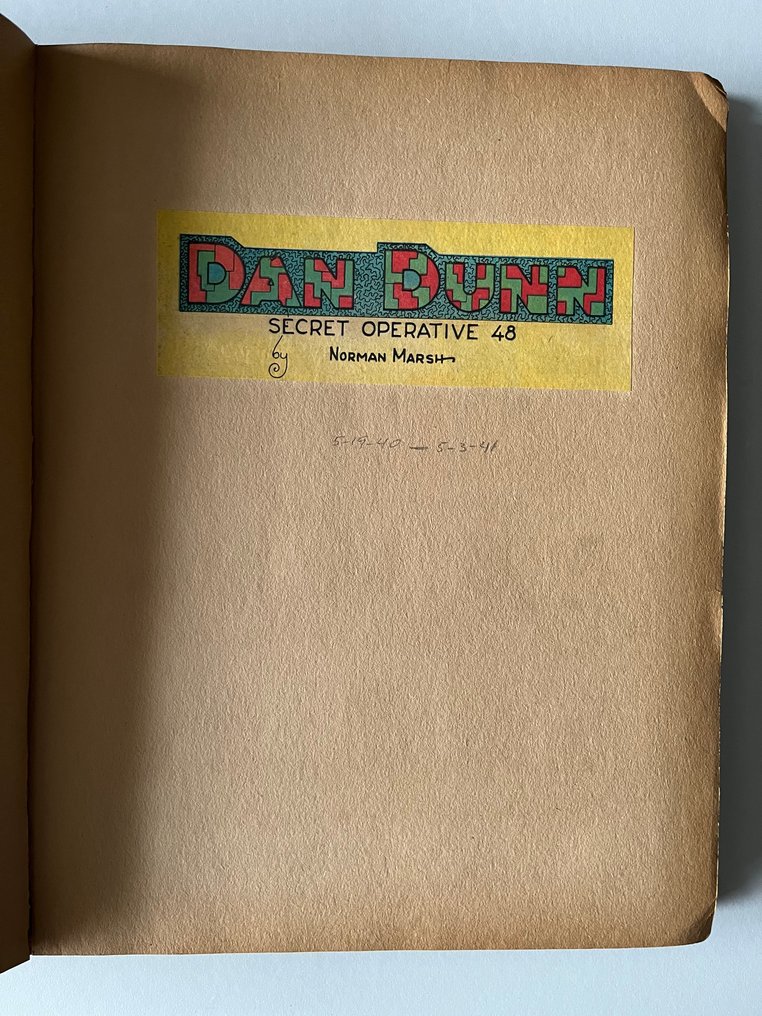 DAN DUNN
SECRET OPERATIVE 48
by NORMAN MARSH
5-19-40 — 5-3-41